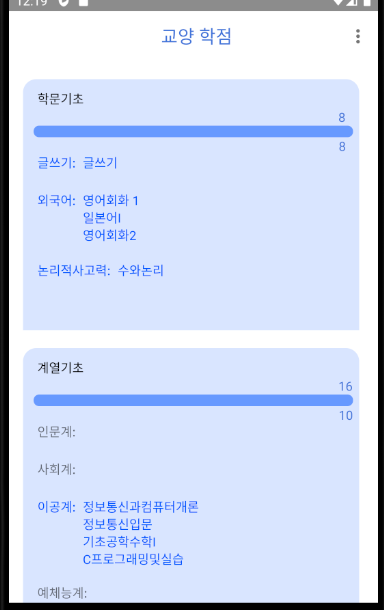 12:19
교양 학점
학문기초
8
8
글쓰기: 글쓰기
외국어: 영어회화 1
일본어I
영어회화2
논리적사고력: 수와논리
계열기초
16
10
인문계:
사회계:
이공계: 정보통신과컴퓨터개론
정보통신입문
기초공학수학I
C프로그래밍및실습
예체능계: